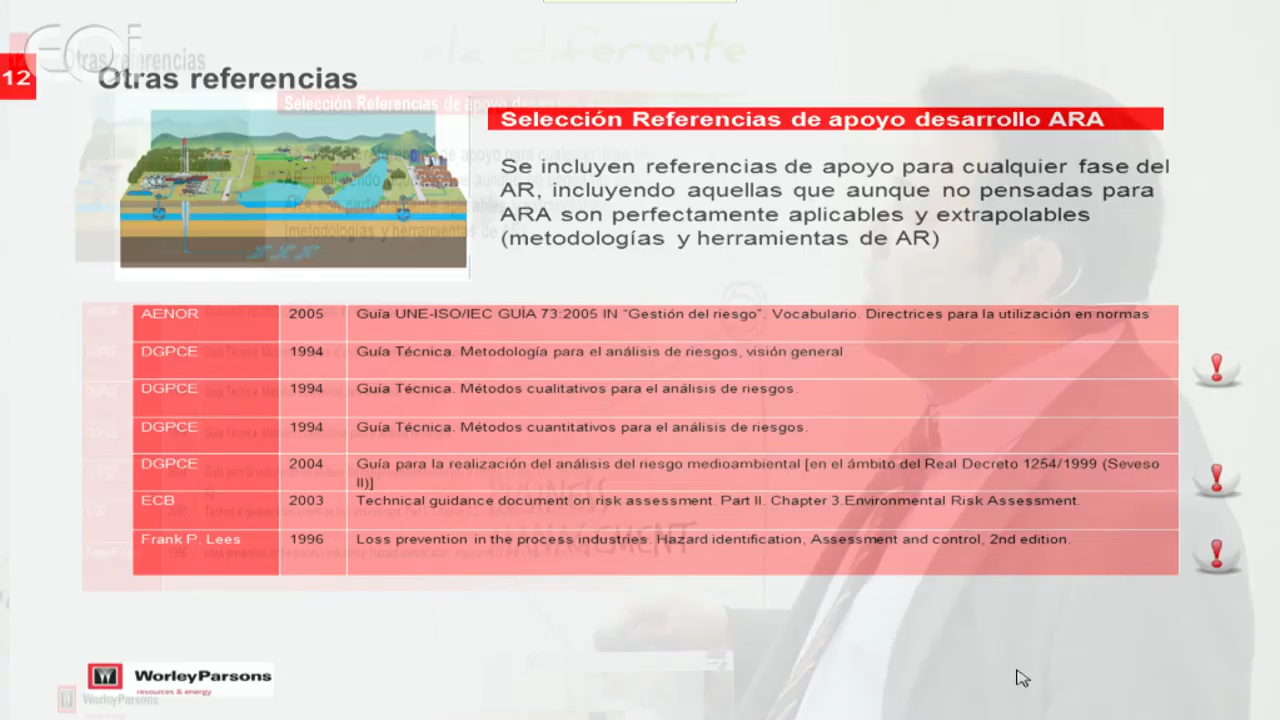 EOi
ela diferente
12
Otras referencias
Selección Referencias de apoyo desarrollo ARA
Se incluyen referencias de apoyo para cualquier fase del
AR, incluyendo aquellas que aunque no pensadas para
ARA son perfectamente aplicables y extrapolables
(metodologías y herramientas de AR)
AENOR 2005 Guía UNE-ISO/IEC GUÍA 73:2005 IN "Gestión del riesgo". Vocabulario. Directrices para la utilización en normas
DGPCE 1994 Guía Técnica. Metodología para el análisis de riesgos, visión general
DGPCE 1994 Guía Técnica. Métodos cualitativos para el análisis de riesgos.
DGPCE 1994 Guía Técnica. Métodos cuantitativos para el análisis de riesgos.
DGPCE 2004 Guía para la realización del análisis del riesgo medioambiental [en el ámbito del Real Decreto 1254/1999 (Seveso
II)]
ECB 2003 Technical guidance document on risk assessment. Part II. Chapter 3.Environmental Risk Assessment.
Frank P. Lees 1996 Loss prevention in the process industries. Hazard identification, Assessment and control, 2nd edition.
BUSINESS
MANAGEMENT
WorleyParsons
resources & energy